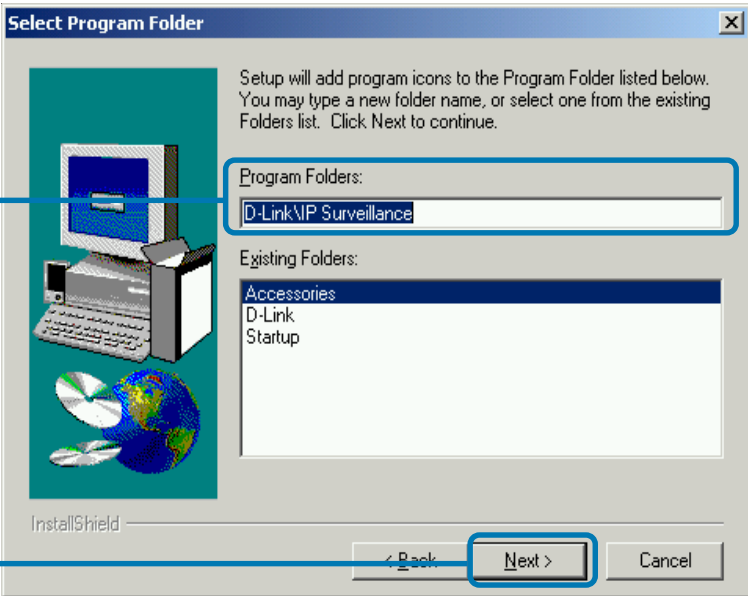 Select Program Folder
Setup will add program icons to the Program Folder listed below.
You may type a new folder name, or select one from the existing
Folders list. Click Next to continue.
Program Folders:
D-Link\IP Surveillance
Existing Folders:
Accessories
D-Link
Startup
InstallShield
< Back
Next >
Cancel